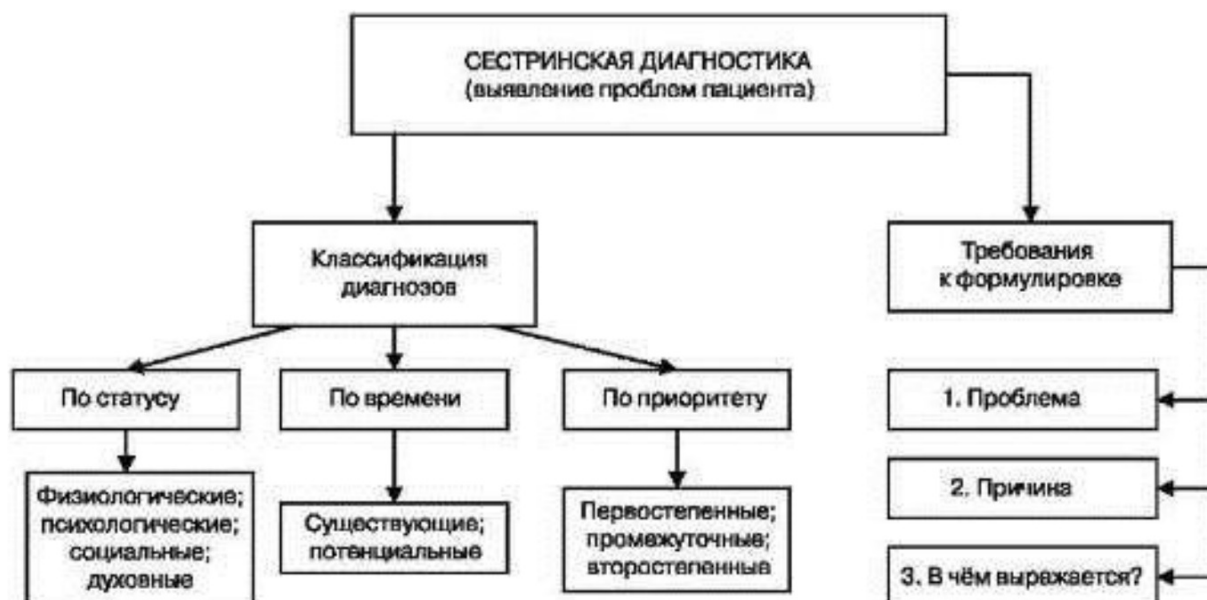 СЕСТРИНСКАЯ ДИАГНОСТИКА
(выявление проблем пациента)
Классификация
диагнозов
Требования
к формулировке
По статусу
По времени
По приоритету
1. Проблема
Физиологические;
психологические;
социальные;
духовные
Существующие;
потенциальные
Первостепенные;
промежуточные;
второстепенные
2. Причина
3. В чём выражается?